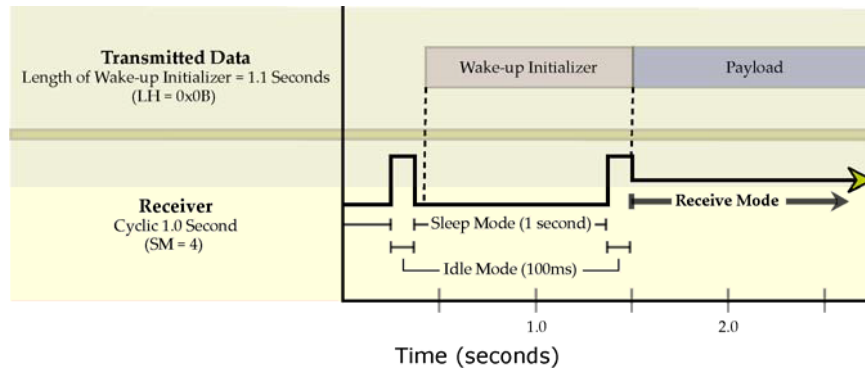 Transmitted Data
Length of Wake-up Initializer = 1.1 Seconds
(LH = 0x0B)
Wake-up Initializer
Payload
Receiver
Cyclic 1.0 Second
(SM = 4)
Receive Mode
Sleep Mode (1 second)
Idle Mode (100ms)
1.0
2.0
Time (seconds)